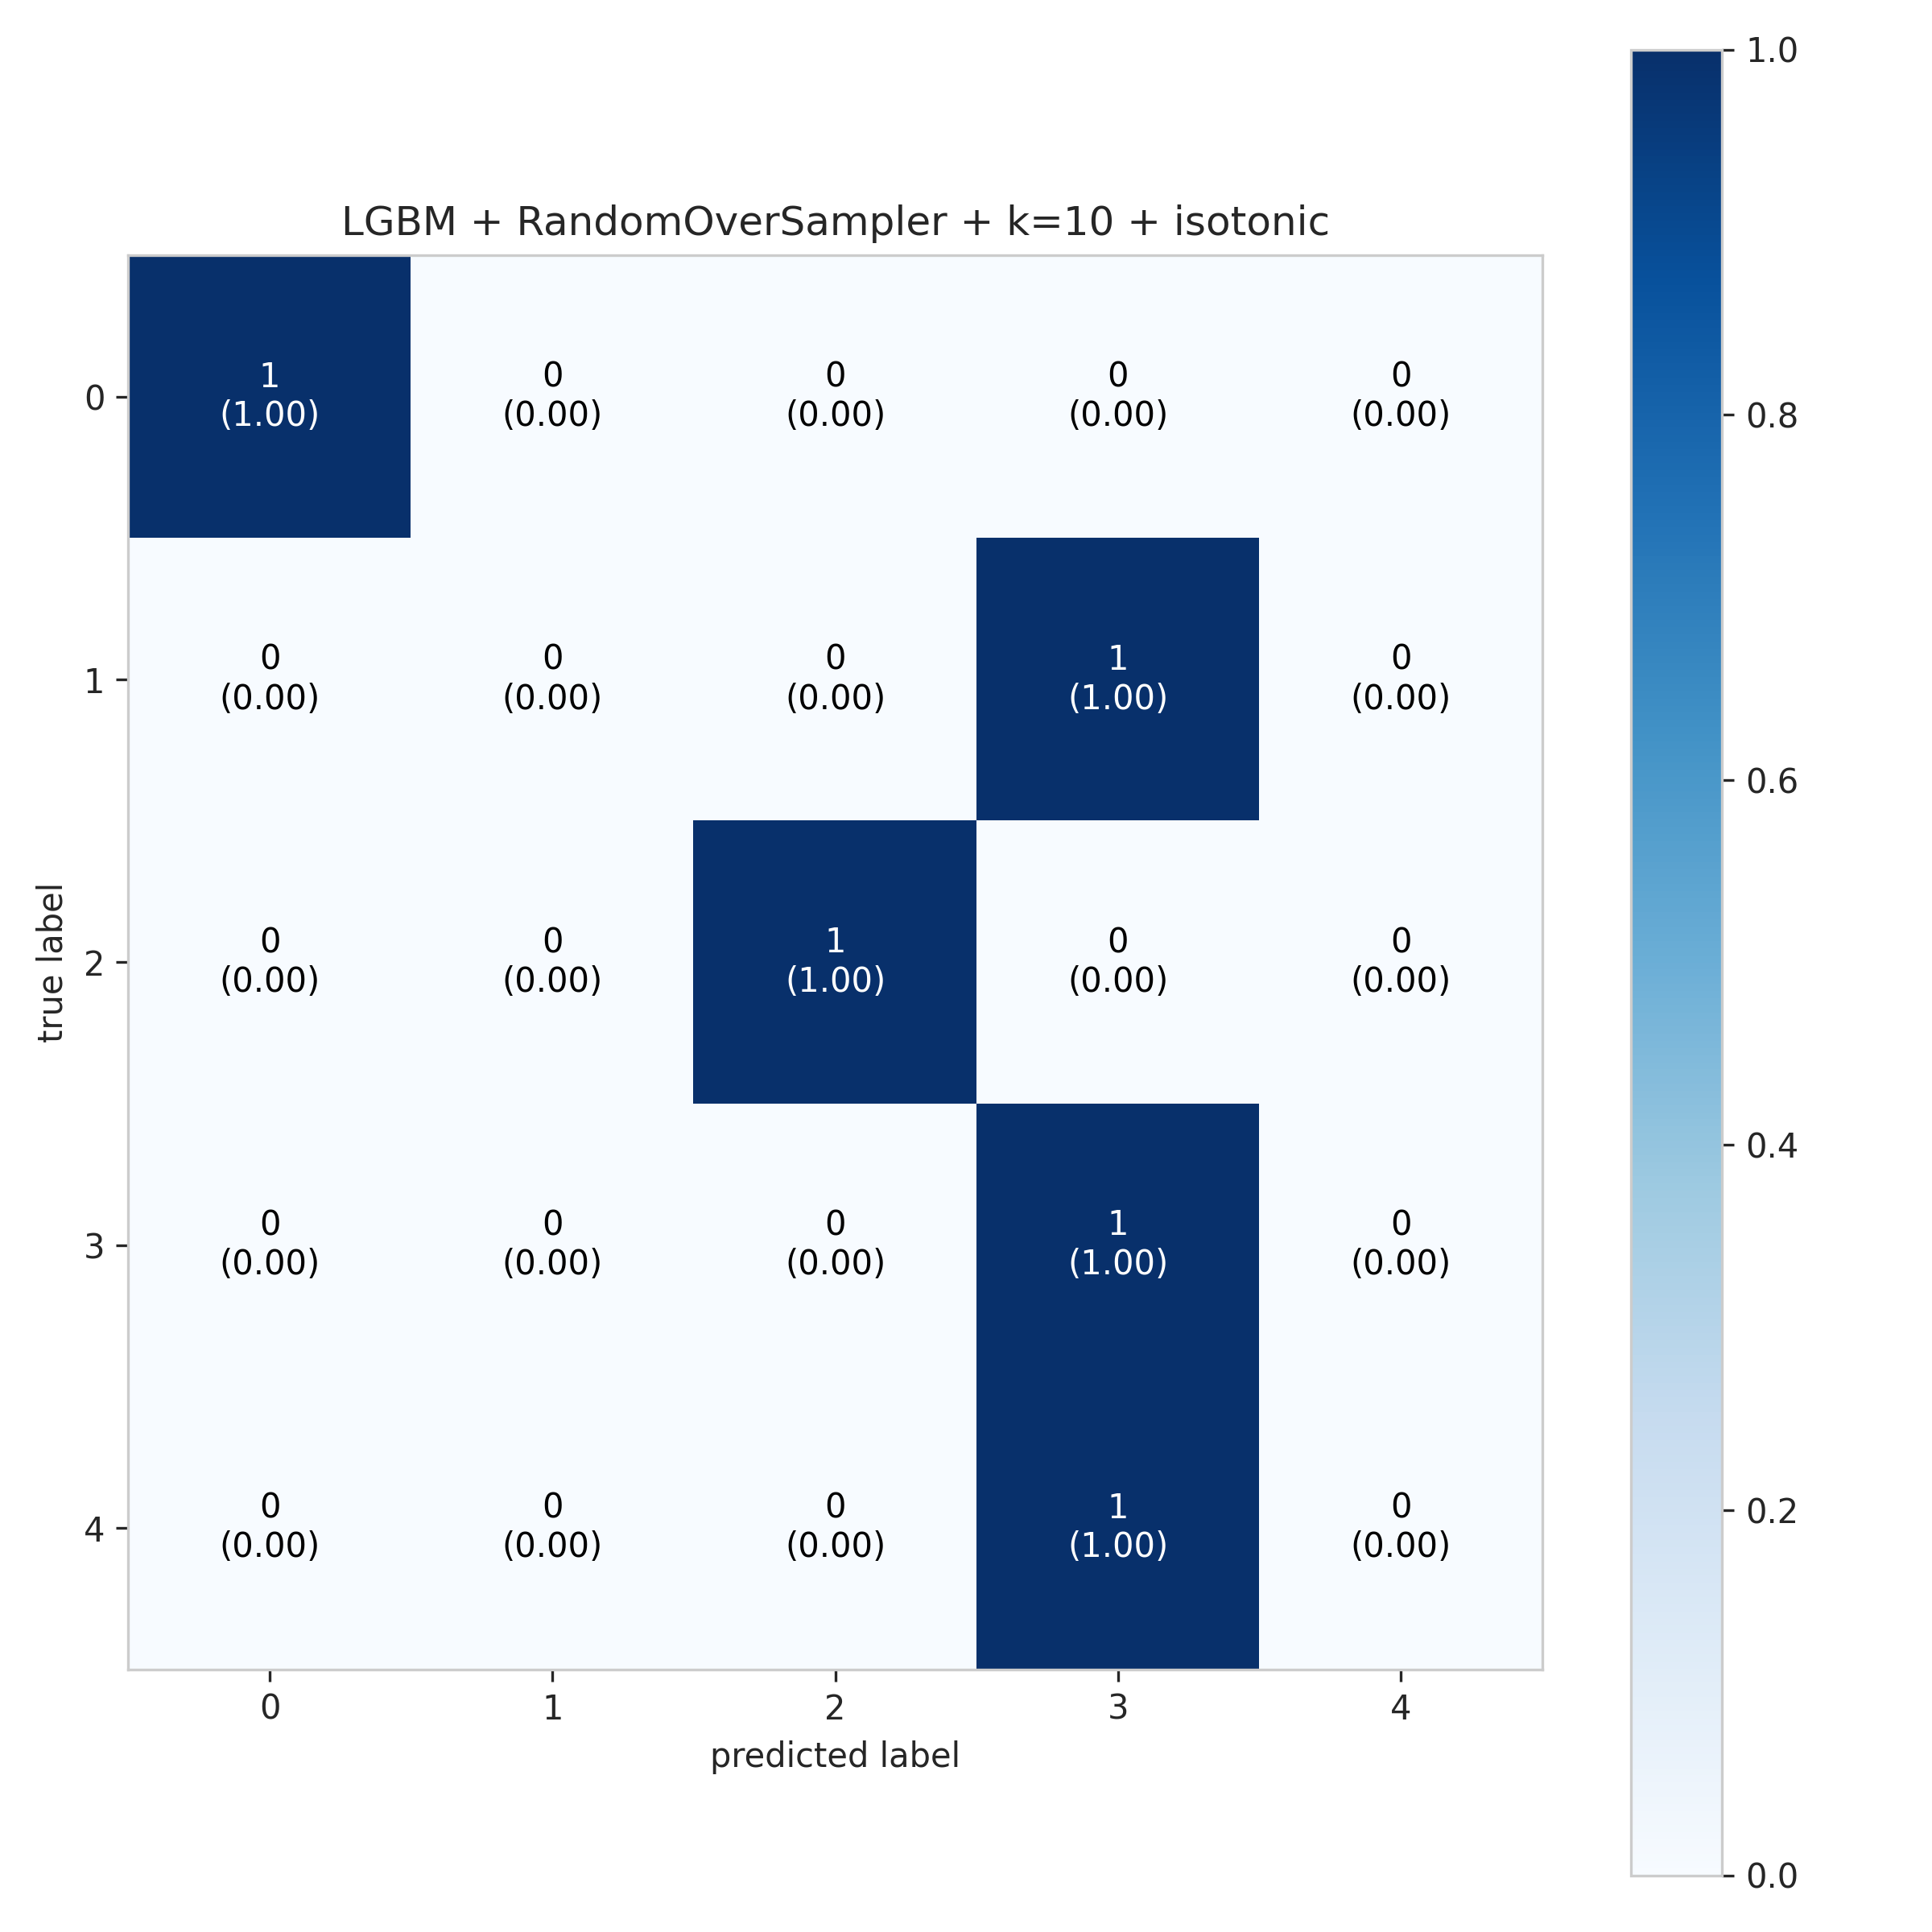 LGBM + RandomOverSampler + k=10 + isotonic
1 0 0 0 0
(1.00) (0.00) (0.00) (0.00) (0.00)
0
0 0 0 1 0
(0.00) (0.00) (0.00) (1.00) (0.00)
1
0 0 1 0 0
(0.00) (0.00) (1.00) (0.00) (0.00)
2
0 0 0 1 0
(0.00) (0.00) (0.00) (1.00) (0.00)
3
0 0 0 1 0
(0.00) (0.00) (0.00) (1.00) (0.00)
4
true label
0 1 2 3 4
predicted label
1.0
0.8
0.6
0.4
0.2
0.0